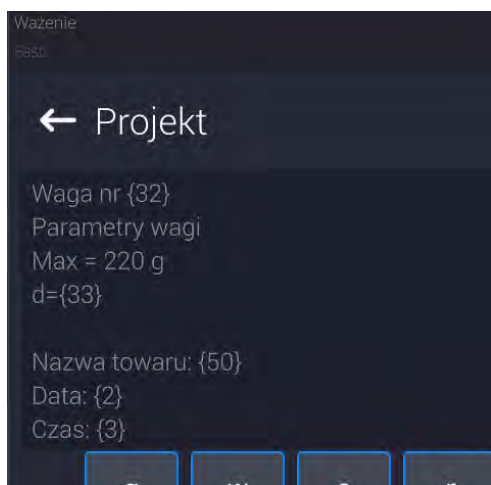 Ważenie
Projekt
Waga nr {32}
Parametry wagi
Max = 220 g
d={33}
Nazwa towaru: {50}
Data: {2}
Czas: {3}